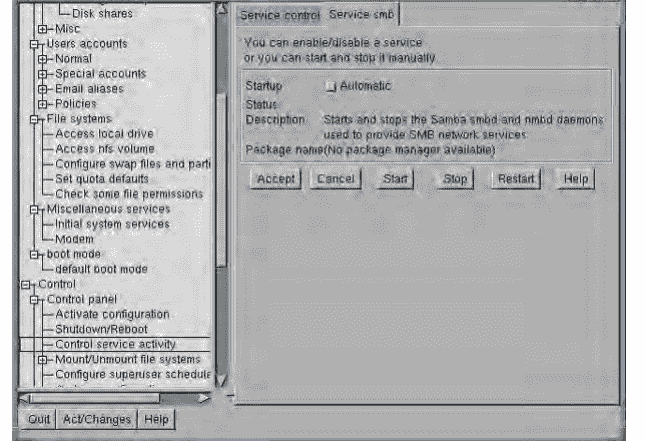 Disk shares
Misc
Users accounts
Normal
Special accounts
Email aliases
Policies
File systems
Access local drive
Access nfs volume
Configure swap files and parti
Set quota defaults
Check some file permissions
Miscellaneous services
Initial system services
Modem
boot mode
default boot mode
Control
Control panel
Activate configuration
Shutdown/Reboot
Control service activity
Mount/Unmount file systems
Configure superuser schedule
Quit Act/Changes Help
Service control Service smb
You can enable/disable a service
or you can start and stop it manually
Startup Automatic
Status
Description Starts and stops the Samba smbd and nmbd daemons
used to provide SMB network services
Package name(No package manager available)
Accept Cancel Start Stop Restart Help